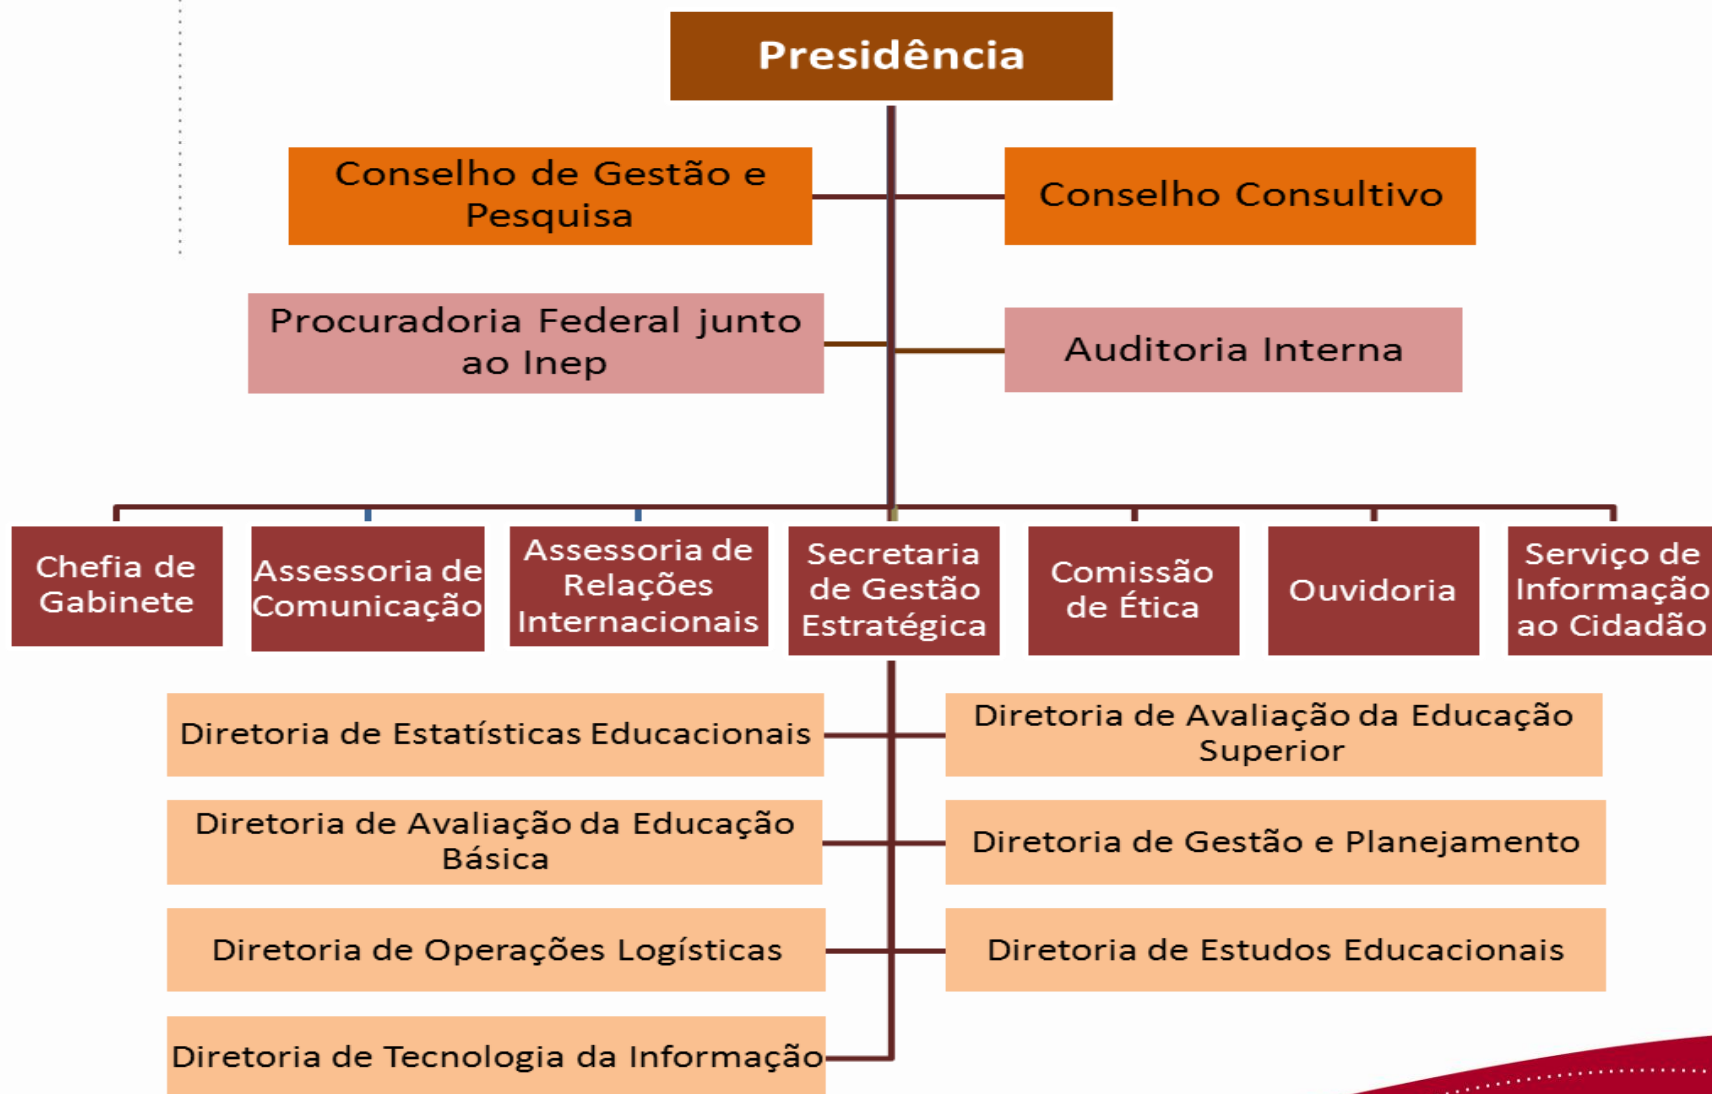 Presidência
Conselho de Gestão e
Pesquisa
Conselho Consultivo
Procuradoria Federal junto
ao Inep
Auditoria Interna
Chefia de
Gabinete
Assessoria de
Comunicação
Assessoria de
Relações
Internacionais
Secretaria
de Gestão
Estratégica
Comissão
de Ética
Ouvidoria
Serviço de
Informação
ao Cidadão
Diretoria de Estatísticas Educacionais
Diretoria de Avaliação da Educação
Superior
Diretoria de Avaliação da Educação
Básica
Diretoria de Gestão e Planejamento
Diretoria de Operações Logísticas
Diretoria de Estudos Educacionais
Diretoria de Tecnologia da Informação